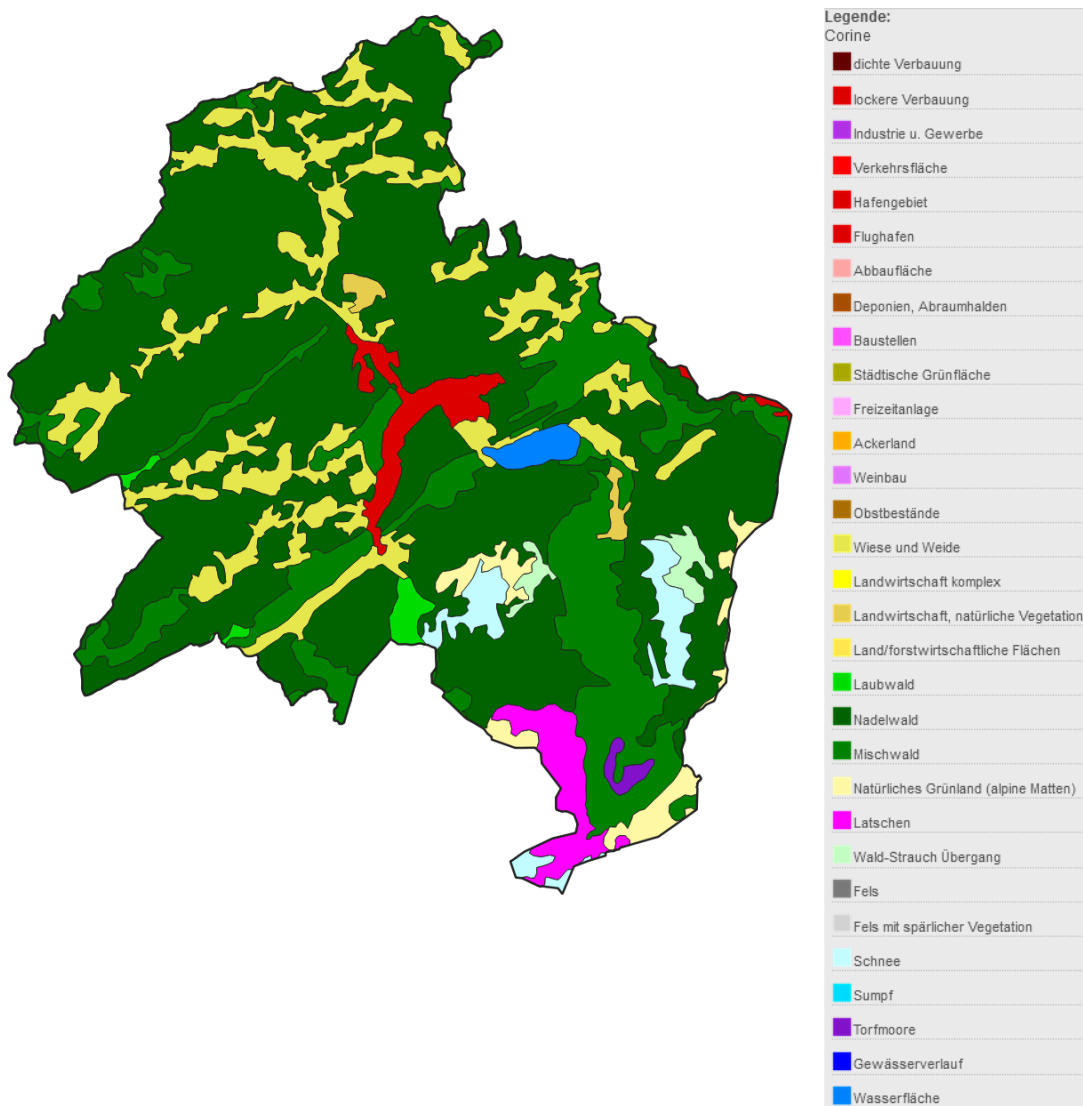 Legende:
Corine
dichte Verbauung
lockere Verbauung
Industrie u. Gewerbe
Verkehrsfläche
Hafengebiet
Flughafen
Abbaufläche
Deponien, Abraumhalden
Baustellen
Städtische Grünfläche
Freizeitanlage
Ackerland
Weinbau
Obstbestände
Wiese und Weide
Landwirtschaft komplex
Landwirtschaft, natürliche Vegetation
Land/forstwirtschaftliche Flächen
Laubwald
Nadelwald
Mischwald
Natürliches Grünland (alpine Matten)
Latschen
Wald-Strauch Übergang
Fels
Fels mit spärlicher Vegetation
Schnee
Sumpf
Torfmoore
Gewässerverlauf
Wasserfläche